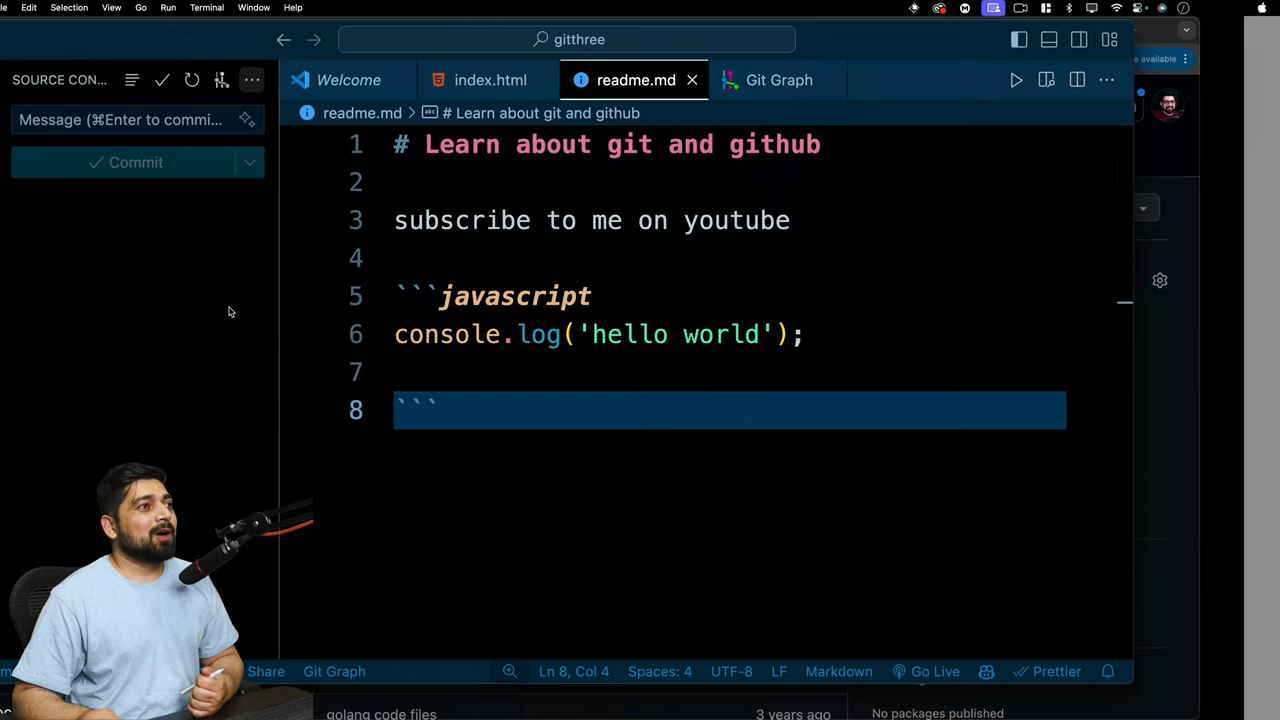 Edit Selection View Go Run Terminal Window Help
gitthree
e available
SOURCE CON...
Welcome
index.html
readme.md
Git Graph
readme.md > # Learn about git and github
Message (⌘Enter to commi...
Commit
1 # Learn about git and github
2
3 subscribe to me on youtube
4
5 ```javascript
6 console.log('hello world');
7
8 ```
Share Git Graph Ln 8, Col 4 Spaces: 4 UTF-8 LF Markdown Go Live Prettier
golang code files 3 years ago No packages published